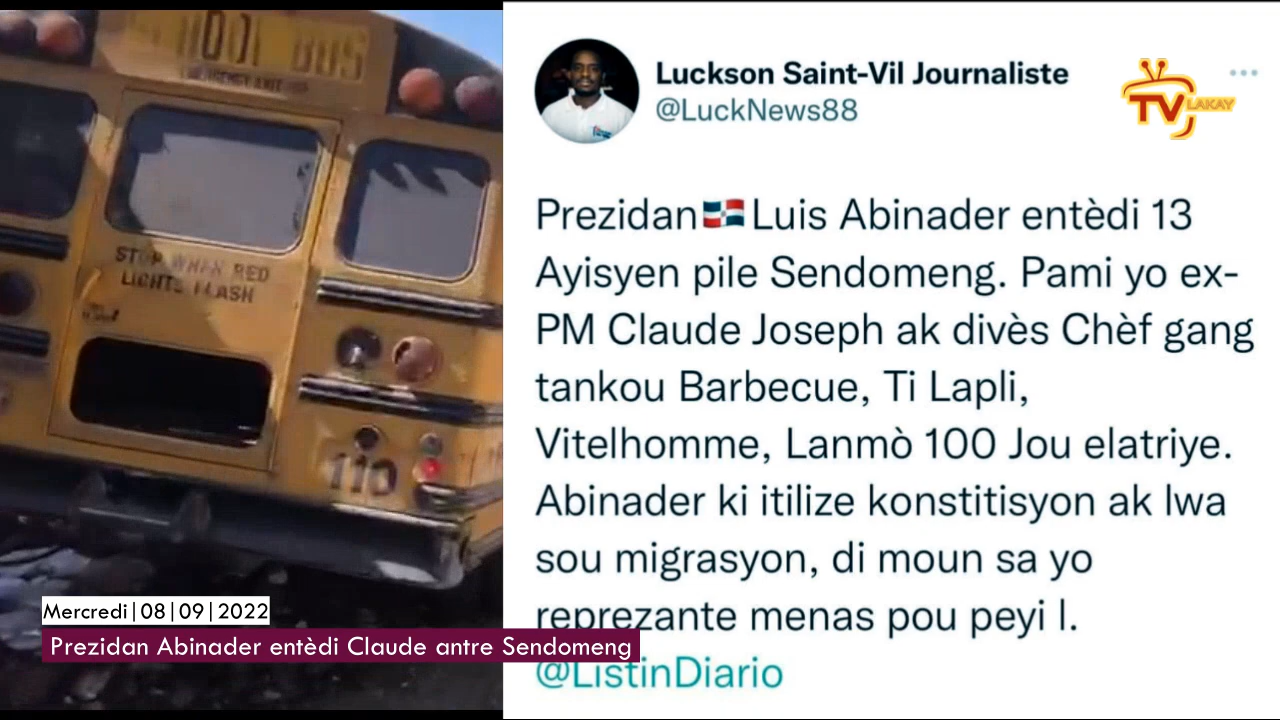 BUS
STOP WHEN RED
LIGHTS FLASH
110
Mercredi|08|09|2022
Prezidan Abinader entèdi Claude antre Sendomeng
Luckson Saint-Vil Journaliste
@LuckNews88
TV LAKAY
Prezidan🇩🇴Luis Abinader entèdi 13
Ayisyen pile Sendomeng. Pami yo ex-
PM Claude Joseph ak divès Chèf gang
tankou Barbecue, Ti Lapli,
Vitelhomme, Lanmò 100 Jou elatriye.
Abinader ki itilize konstitisyon ak lwa
sou migrasyon, di moun sa yo
reprezante menas pou peyi l.
@ListinDiario